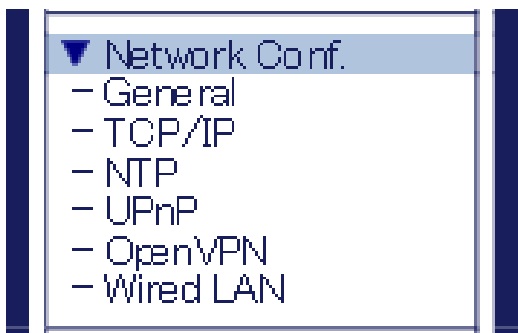 ▼ Network Conf.
– General
– TCP/IP
– NTP
– UPnP
– OpenVPN
– Wired LAN